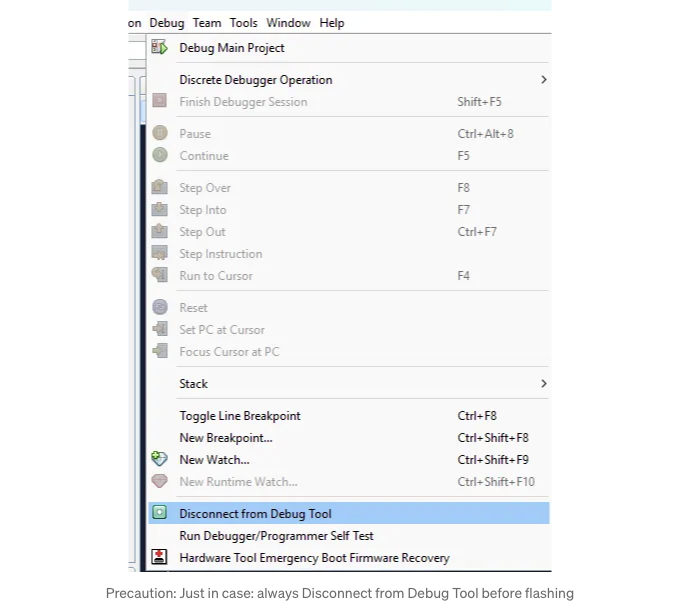 on Debug Team Tools Window Help
Debug Main Project
Discrete Debugger Operation
Finish Debugger Session Shift+F5
Pause Ctrl+Alt+8
Continue F5
Step Over F8
Step Into F7
Step Out Ctrl+F7
Step Instruction
Run to Cursor F4
Reset
Set PC at Cursor
Focus Cursor at PC
Stack
Toggle Line Breakpoint Ctrl+F8
New Breakpoint... Ctrl+Shift+F8
New Watch... Ctrl+Shift+F9
New Runtime Watch... Ctrl+Shift+F10
Disconnect from Debug Tool
Run Debugger/Programmer Self Test
Hardware Tool Emergency Boot Firmware Recovery
Precaution: Just in case: always Disconnect from Debug Tool before flashing